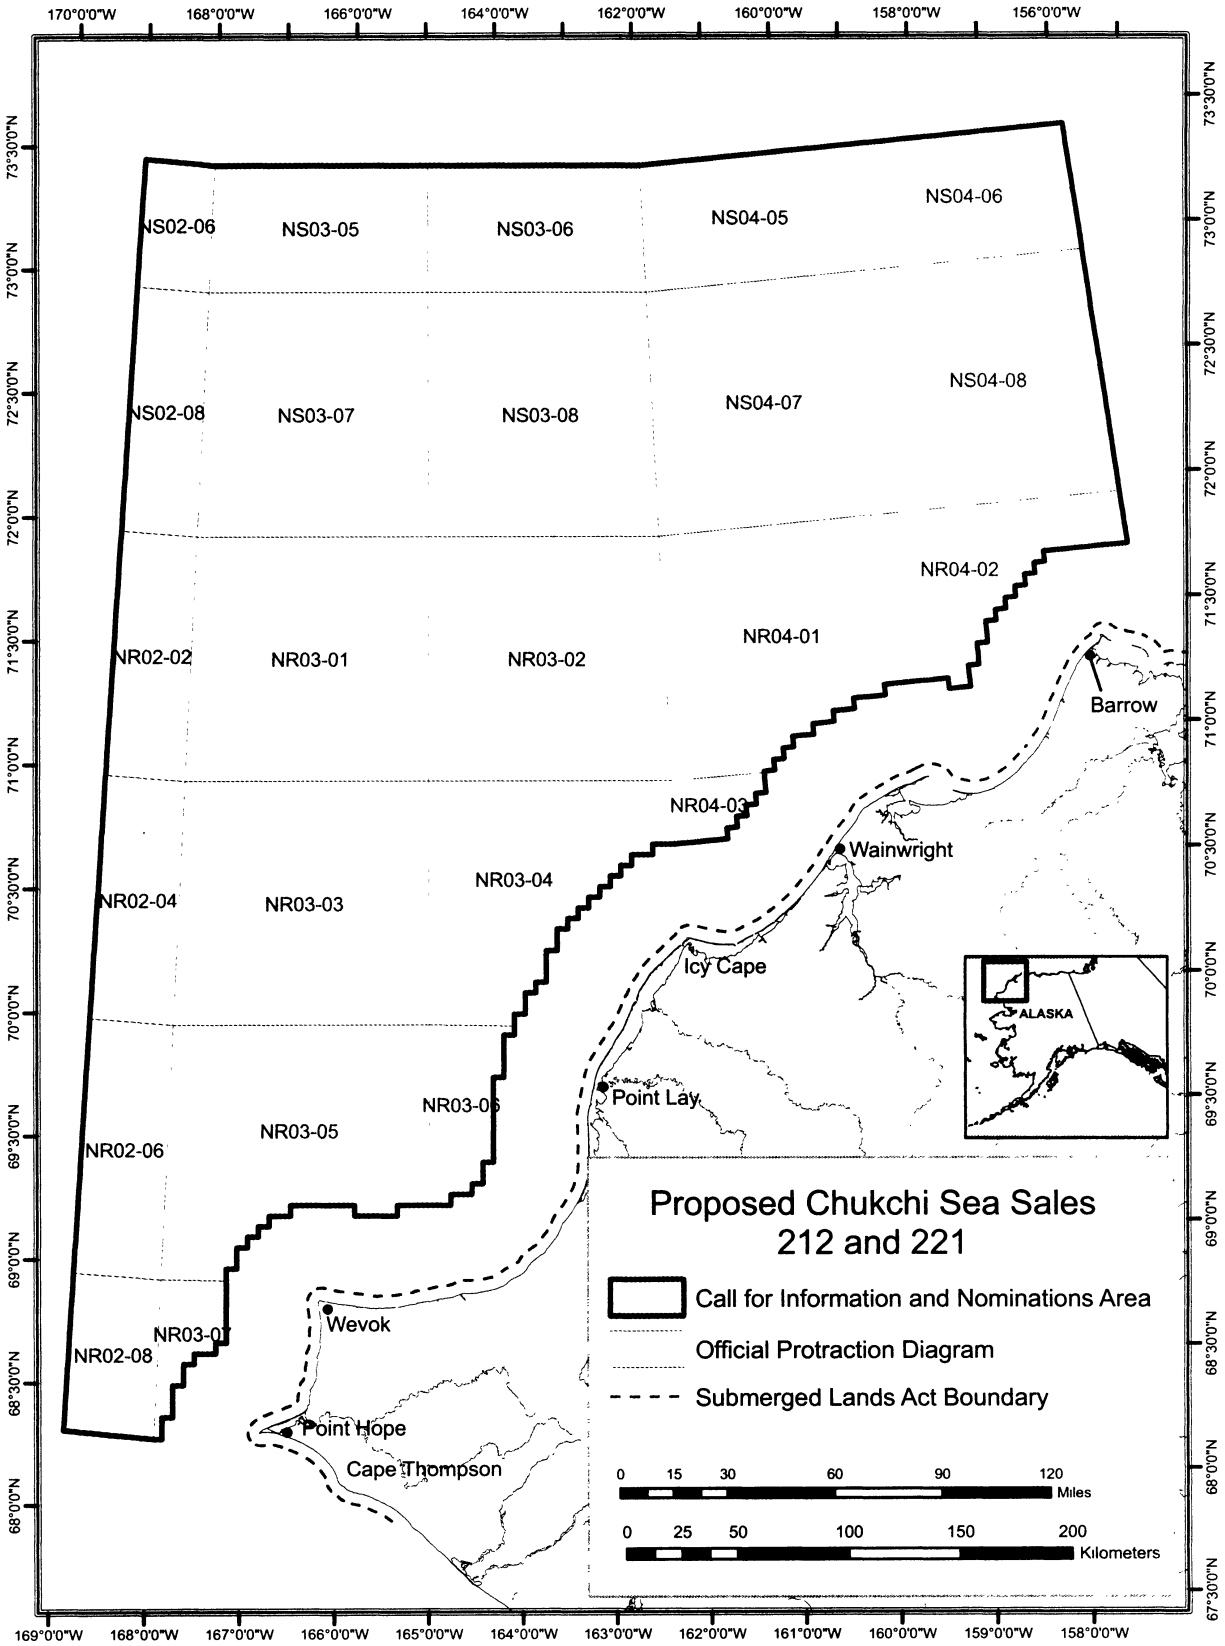 170°0'0"W 168°0'0"W 166°0'0"W 164°0'0"W 162°0'0"W 160°0'0"W 158°0'0"W 156°0'0"W
73°30'0"N
73°0'0"N
72°30'0"N
72°0'0"N
71°30'0"N
71°0'0"N
70°30'0"N
70°0'0"N
69°30'0"N
69°0'0"N
68°30'0"N
68°0'0"N
73°30'0"N
73°0'0"N
72°30'0"N
72°0'0"N
71°30'0"N
71°0'0"N
70°30'0"N
70°0'0"N
69°30'0"N
69°0'0"N
68°30'0"N
68°0'0"N
67°30'0"N
NS02-06 NS03-05 NS03-06 NS04-05 NS04-06
NS02-08 NS03-07 NS03-08 NS04-07 NS04-08
NR02-02 NR03-01 NR03-02 NR04-01 NR04-02
NR04-03
NR02-04 NR03-03 NR03-04
NR02-06 NR03-05 NR03-06
NR02-08 NR03-07
Barrow
Wainwright
Icy Cape
Point Lay
Wevok
Point Hope
Cape Thompson
ALASKA
Proposed Chukchi Sea Sales
212 and 221
Call for Information and Nominations Area
Official Protraction Diagram
Submerged Lands Act Boundary
0 15 30 60 90 120
Miles
0 25 50 100 150 200
Kilometers
169°0'0"W 168°0'0"W 167°0'0"W 166°0'0"W 165°0'0"W 164°0'0"W 163°0'0"W 162°0'0"W 161°0'0"W 160°0'0"W 159°0'0"W 158°0'0"W